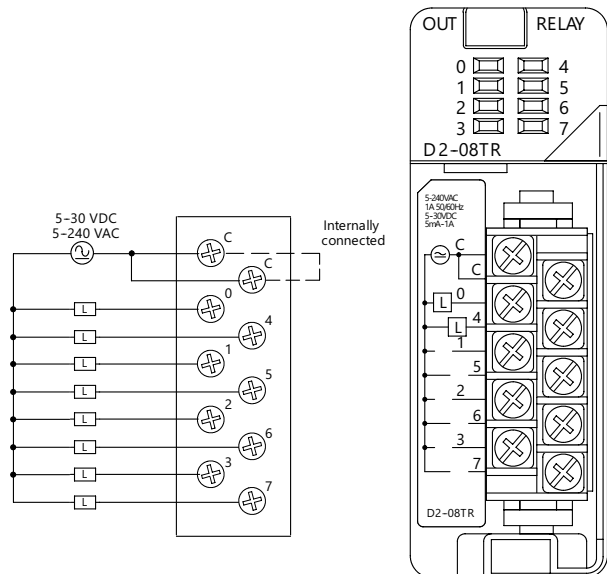 5-30 VDC
5-240 VAC
C
C
Internally
connected
0
4
1
5
2
6
3
7
L
L
L
L
L
L
L
L
OUT
RELAY
0
4
1
5
2
6
3
7
D2-08TR
5-240VAC
1A 50/60Hz
5-30VDC
5mA-1A
C
C
L
0
L
4
1
5
2
6
3
7
D2-08TR